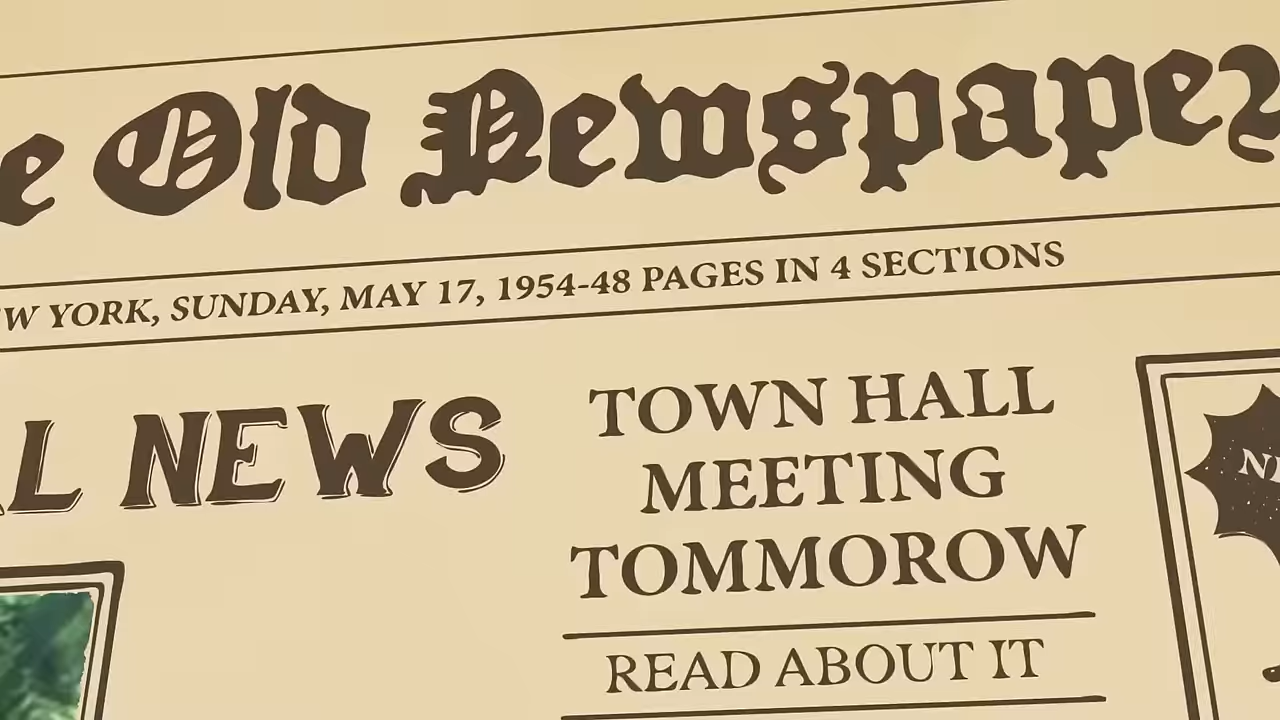 e Old Newspaper
W YORK, SUNDAY, MAY 17, 1954-48 PAGES IN 4 SECTIONS
L NEWS
TOWN HALL
MEETING
TOMMOROW
READ ABOUT IT